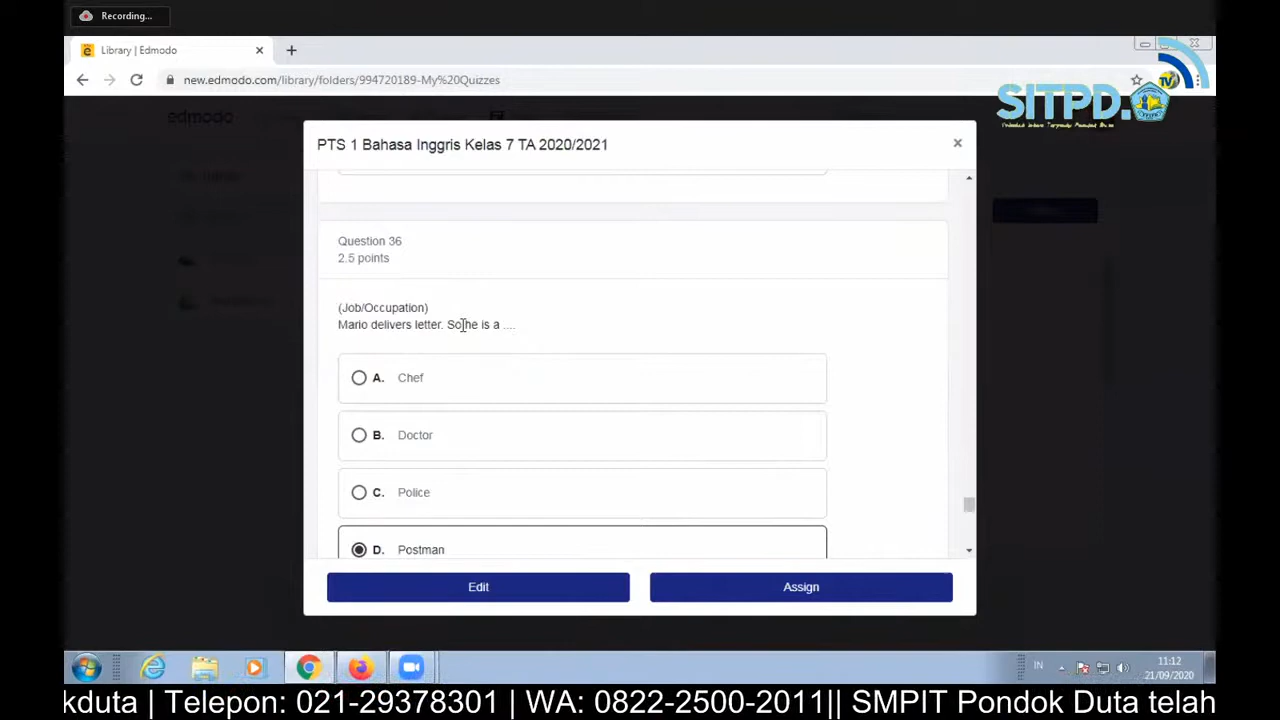 Recording...
Library | Edmodo
new.edmodo.com/library/folders/994720189-My%20Quizzes
SITPD.
edmodo
PTS 1 Bahasa Inggris Kelas 7 TA 2020/2021
Question 36
2.5 points
(Job/Occupation)
Mario delivers letter. So he is a ....
A. Chef
B. Doctor
C. Police
D. Postman
Edit
Assign
IN
11:12
21/09/2020
kduta | Telepon: 021-29378301 | WA: 0822-2500-2011|| SMPIT Pondok Duta telah